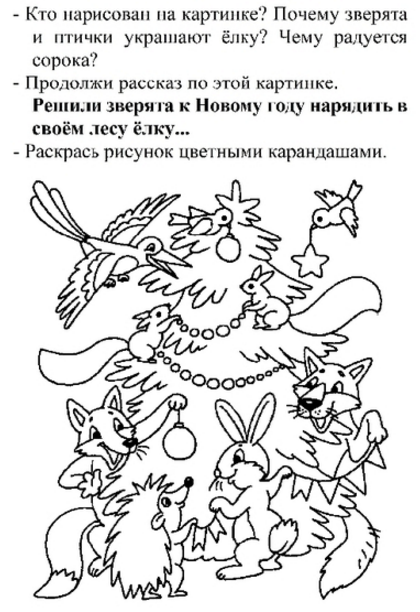 - Кто нарисован на картинке? Почему зверята
и птички украшают ёлку? Чему радуется
сорока?
- Продолжи рассказ по этой картинке.
Решили зверята к Новому году нарядить в
своём лесу ёлку...
- Раскрась рисунок цветными карандашами.